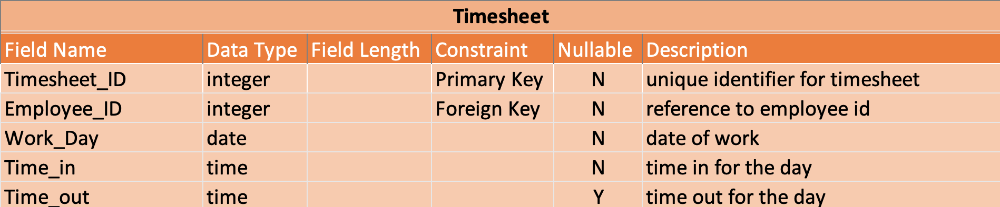 Timesheet
Field Name Data Type Field Length Constraint Nullable Description
Timesheet_ID integer Primary Key N unique identifier for timesheet
Employee_ID integer Foreign Key N reference to employee id
Work_Day date N date of work
Time_in time N time in for the day
Time_out time Y time out for the day